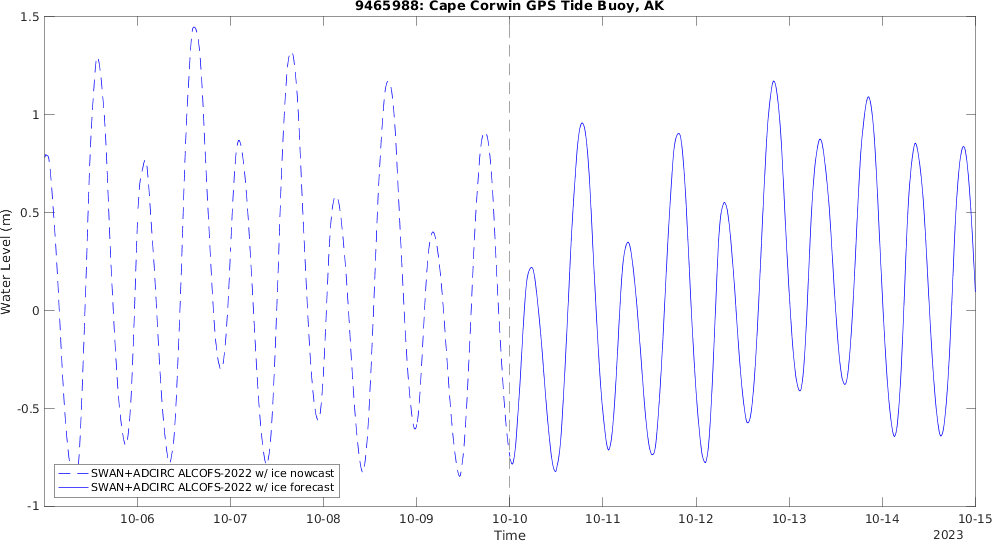 9465988: Cape Corwin GPS Tide Buoy, AK
Water Level (m)
1.5
1
0.5
0
-0.5
-1
SWAN+ADCIRC ALCOFS-2022 w/ ice nowcast
SWAN+ADCIRC ALCOFS-2022 w/ ice forecast
10-06 10-07 10-08 10-09 10-10 10-11 10-12 10-13 10-14 10-15
Time
2023